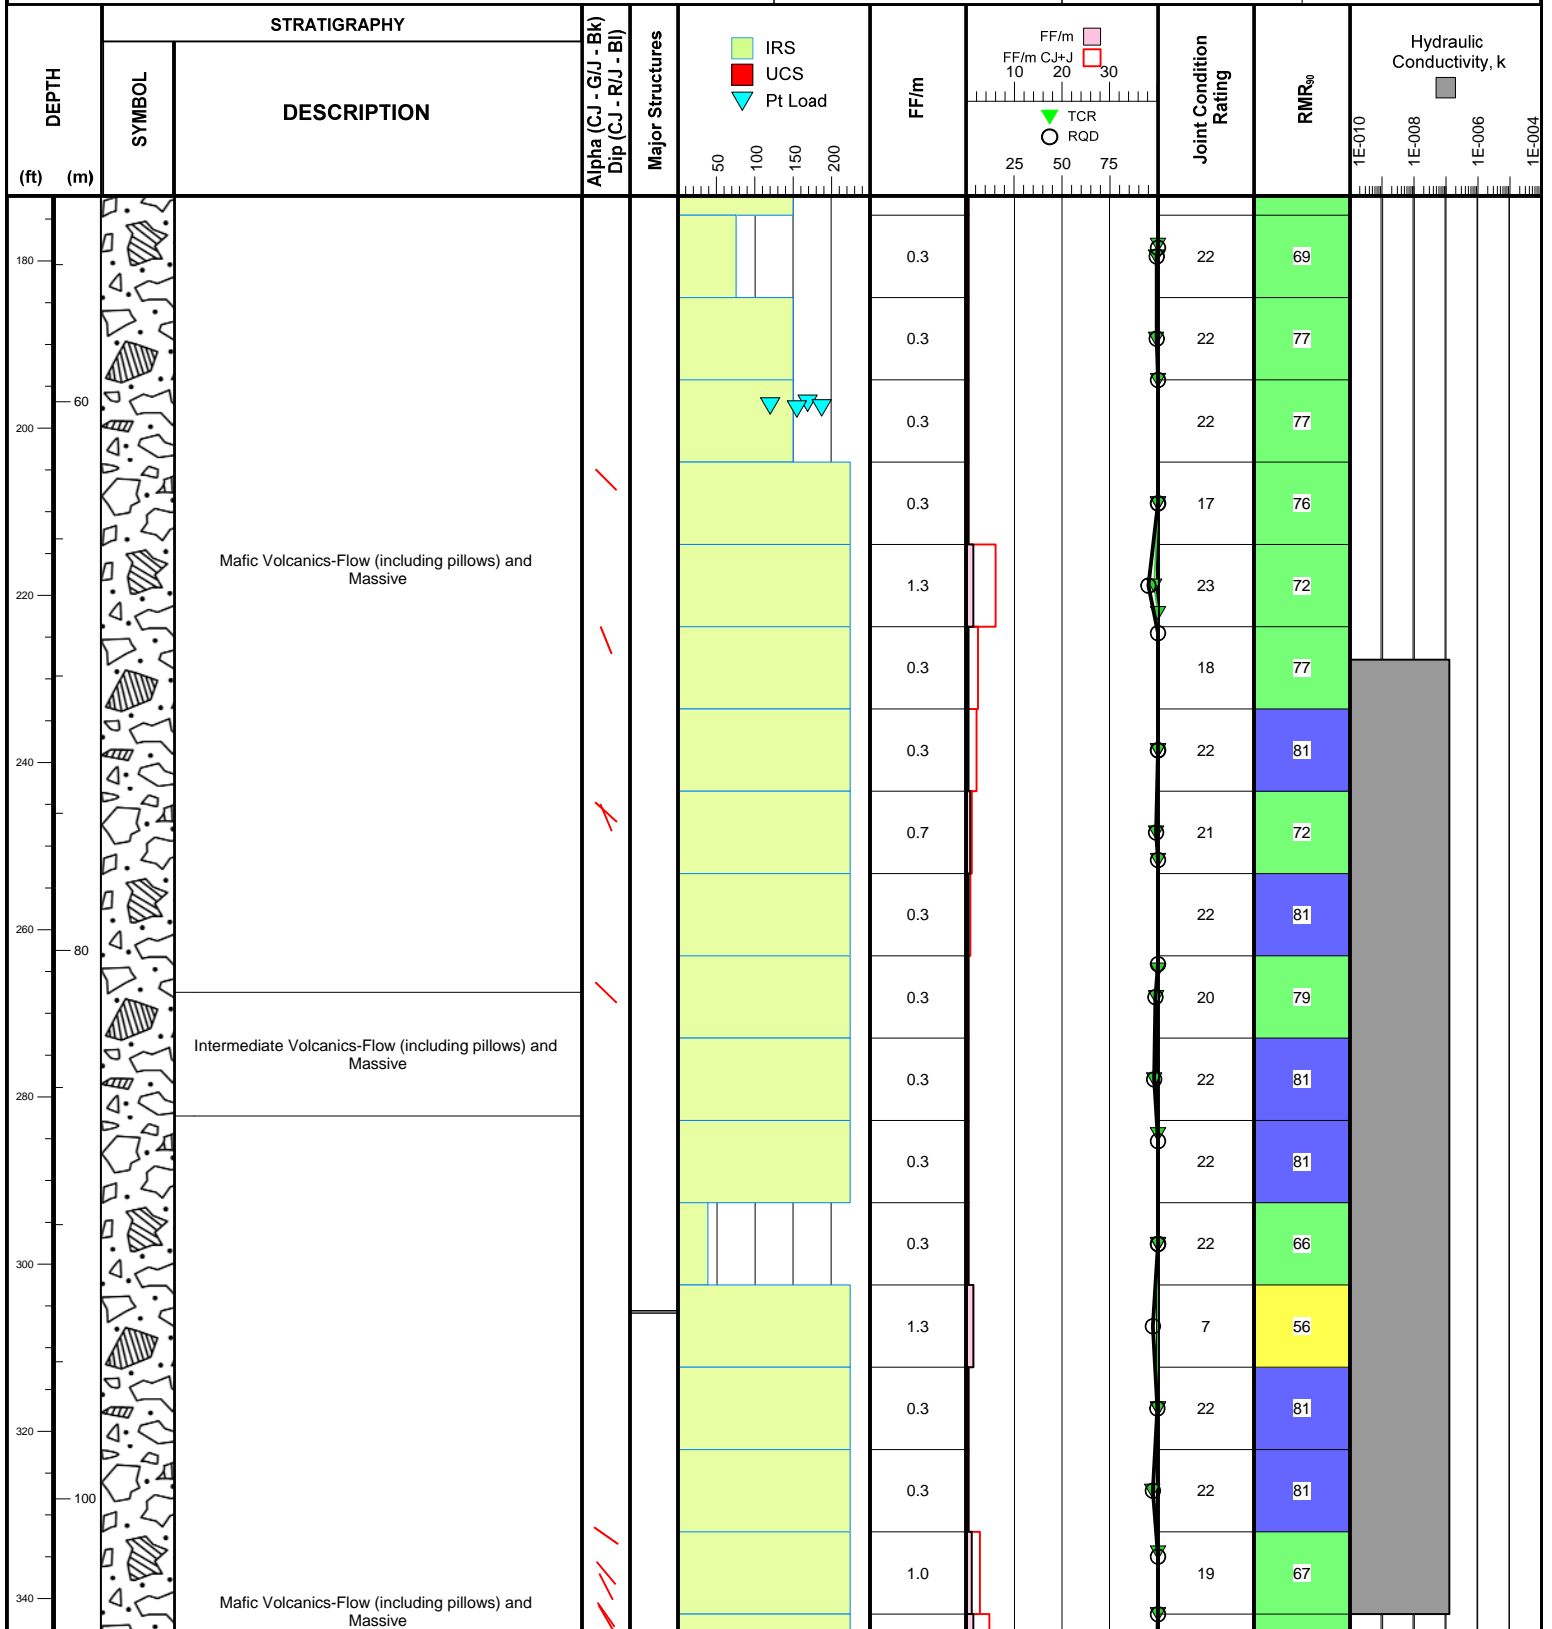 STRATIGRAPHY
DEPTH
(ft)
(m)
SYMBOL
DESCRIPTION
Alpha (CJ - G/J - Bk)
Dip (CJ - R/J - Bl)
Major Structures
IRS
UCS
Pt Load
50
100
150
200
FF/m
FF/m
FF/m CJ+J
10
20
30
TCR
RQD
25
50
75
Joint Condition
Rating
RMR90
Hydraulic
Conductivity, k
1E-010
1E-008
1E-006
1E-004
180
0.3
22
69
0.3
22
77
60
200
0.3
22
77
0.3
17
76
Mafic Volcanics-Flow (including pillows) and
Massive
220
1.3
23
72
0.3
18
77
240
0.3
22
81
0.7
21
72
260
80
0.3
22
81
0.3
20
79
Intermediate Volcanics-Flow (including pillows) and
Massive
280
0.3
22
81
0.3
22
81
300
0.3
22
66
1.3
7
56
320
0.3
22
81
100
0.3
22
81
1.0
19
67
340
Mafic Volcanics-Flow (including pillows) and
Massive